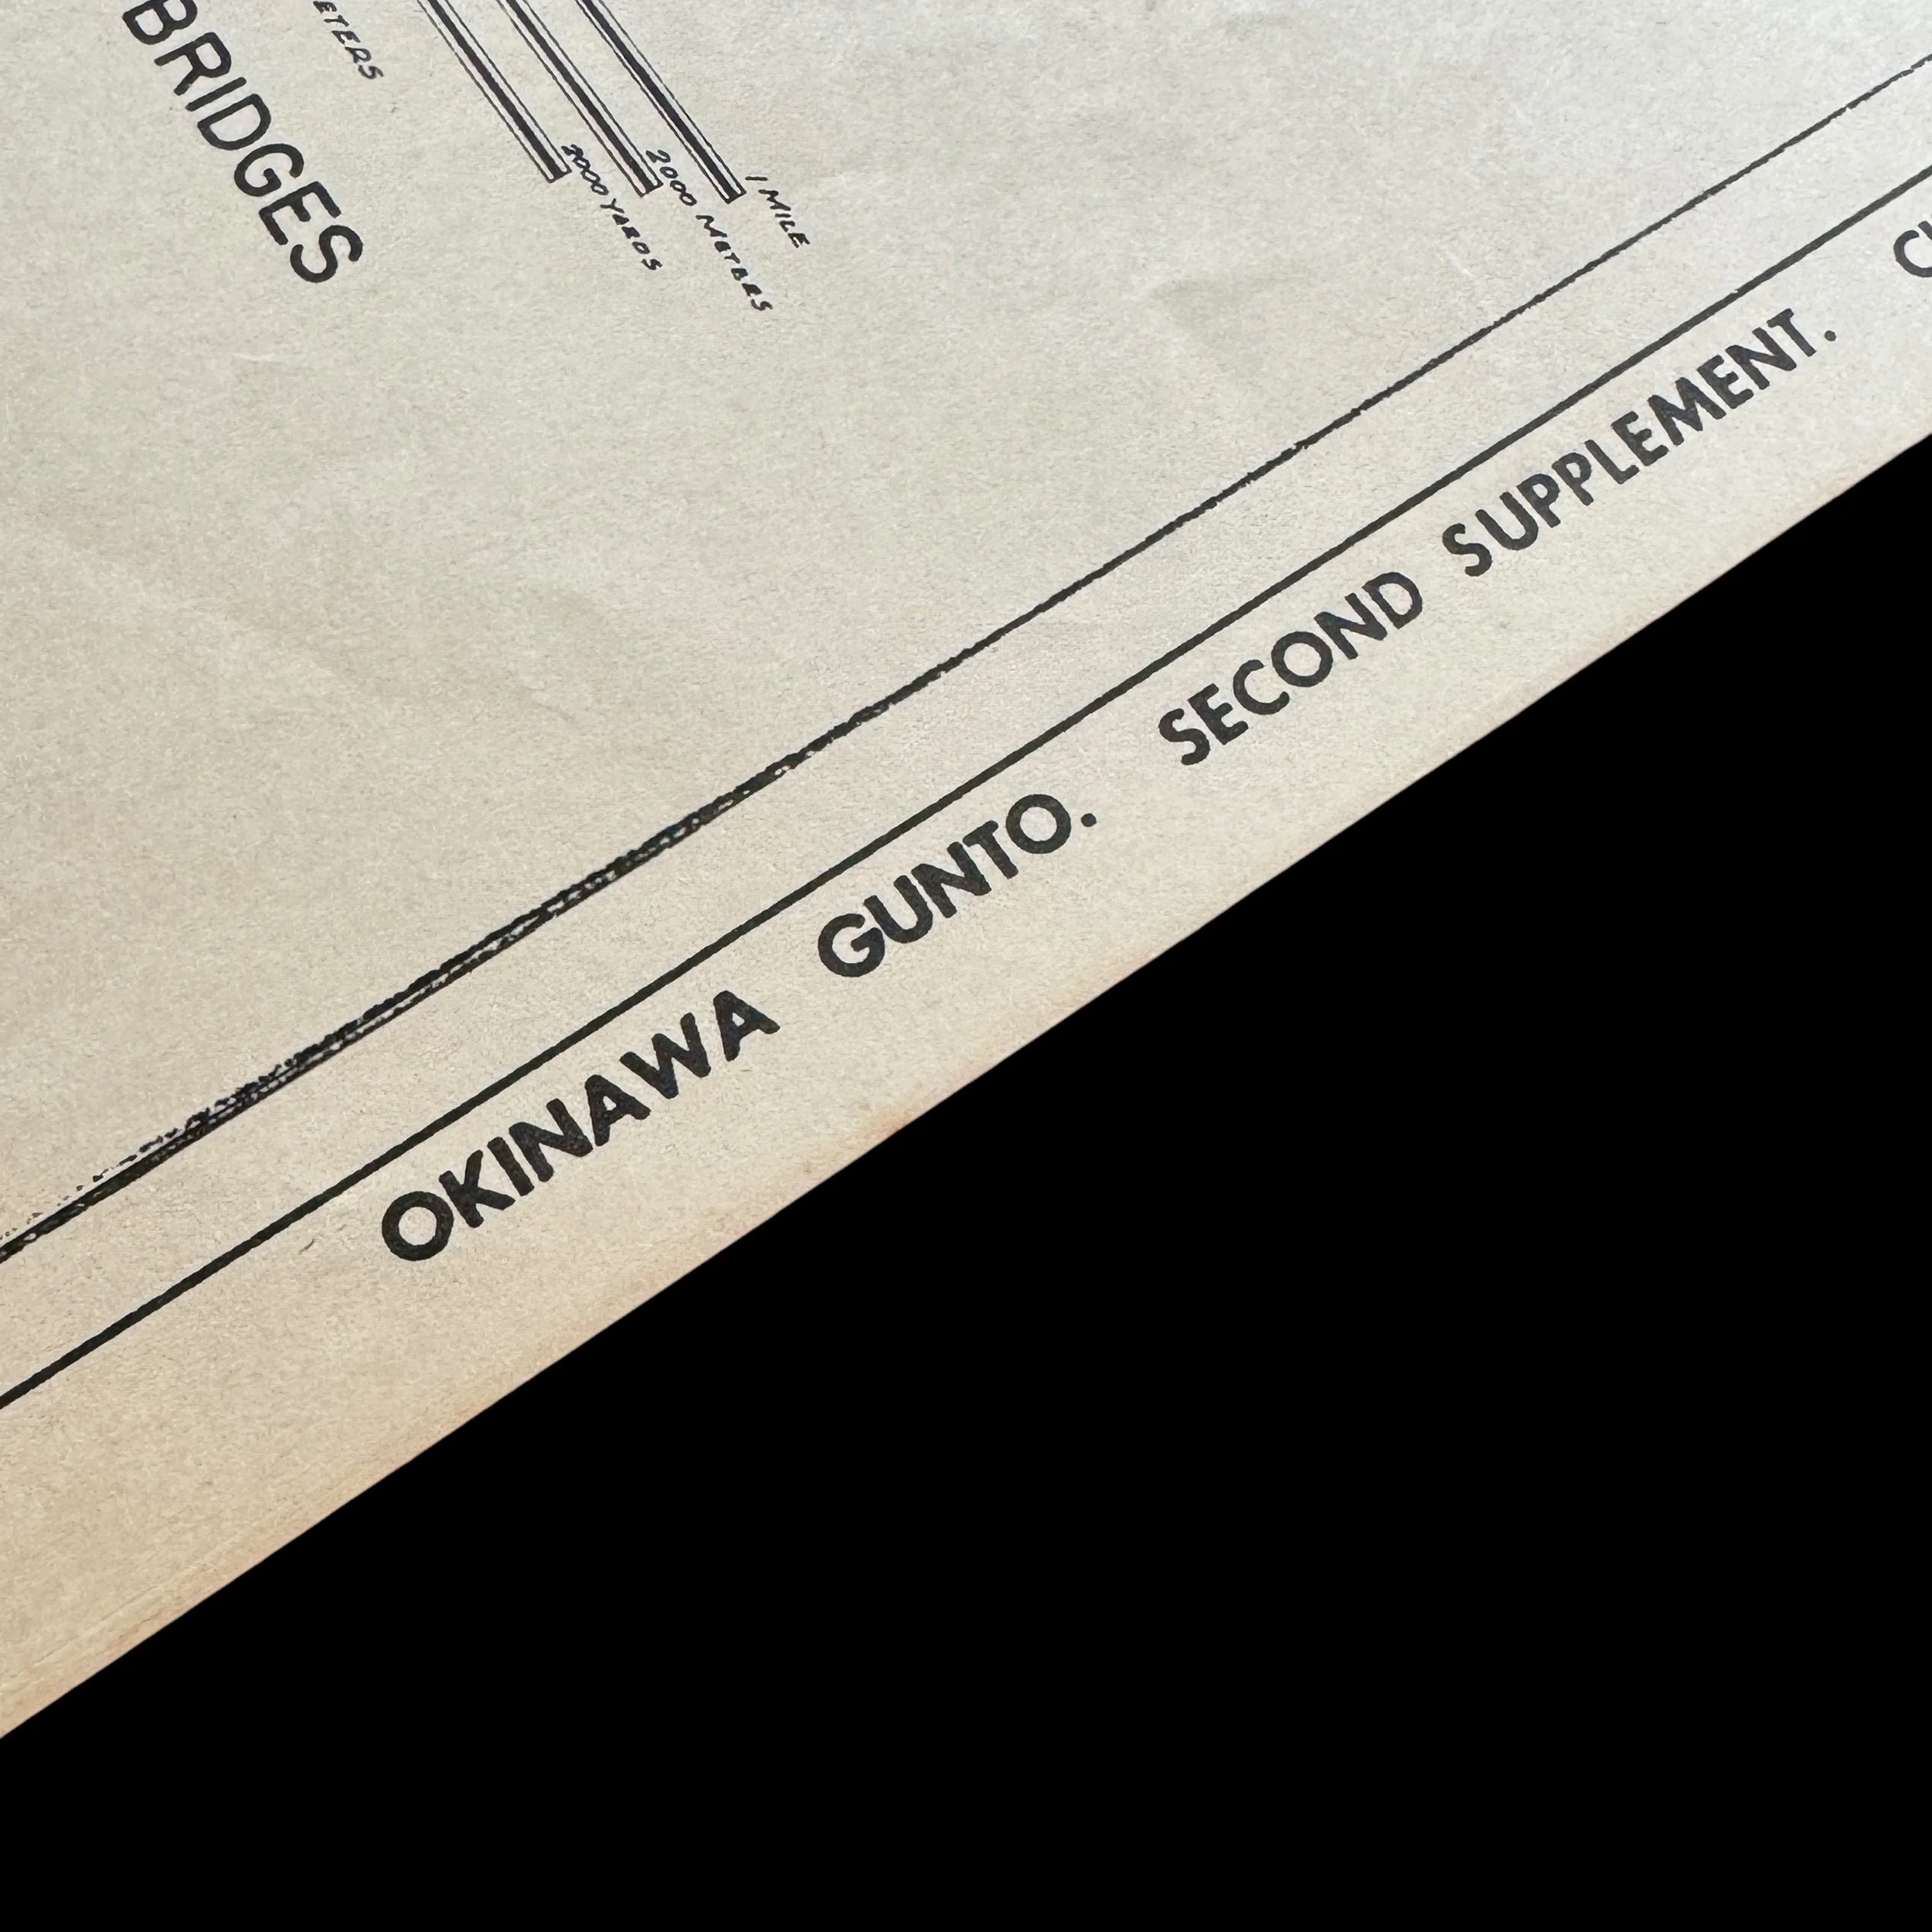 BRIDGES
ETERS
2000 YARDS
2000 METERS
1 MILE
OKINAWA GUNTO. SECOND SUPPLEMENT.